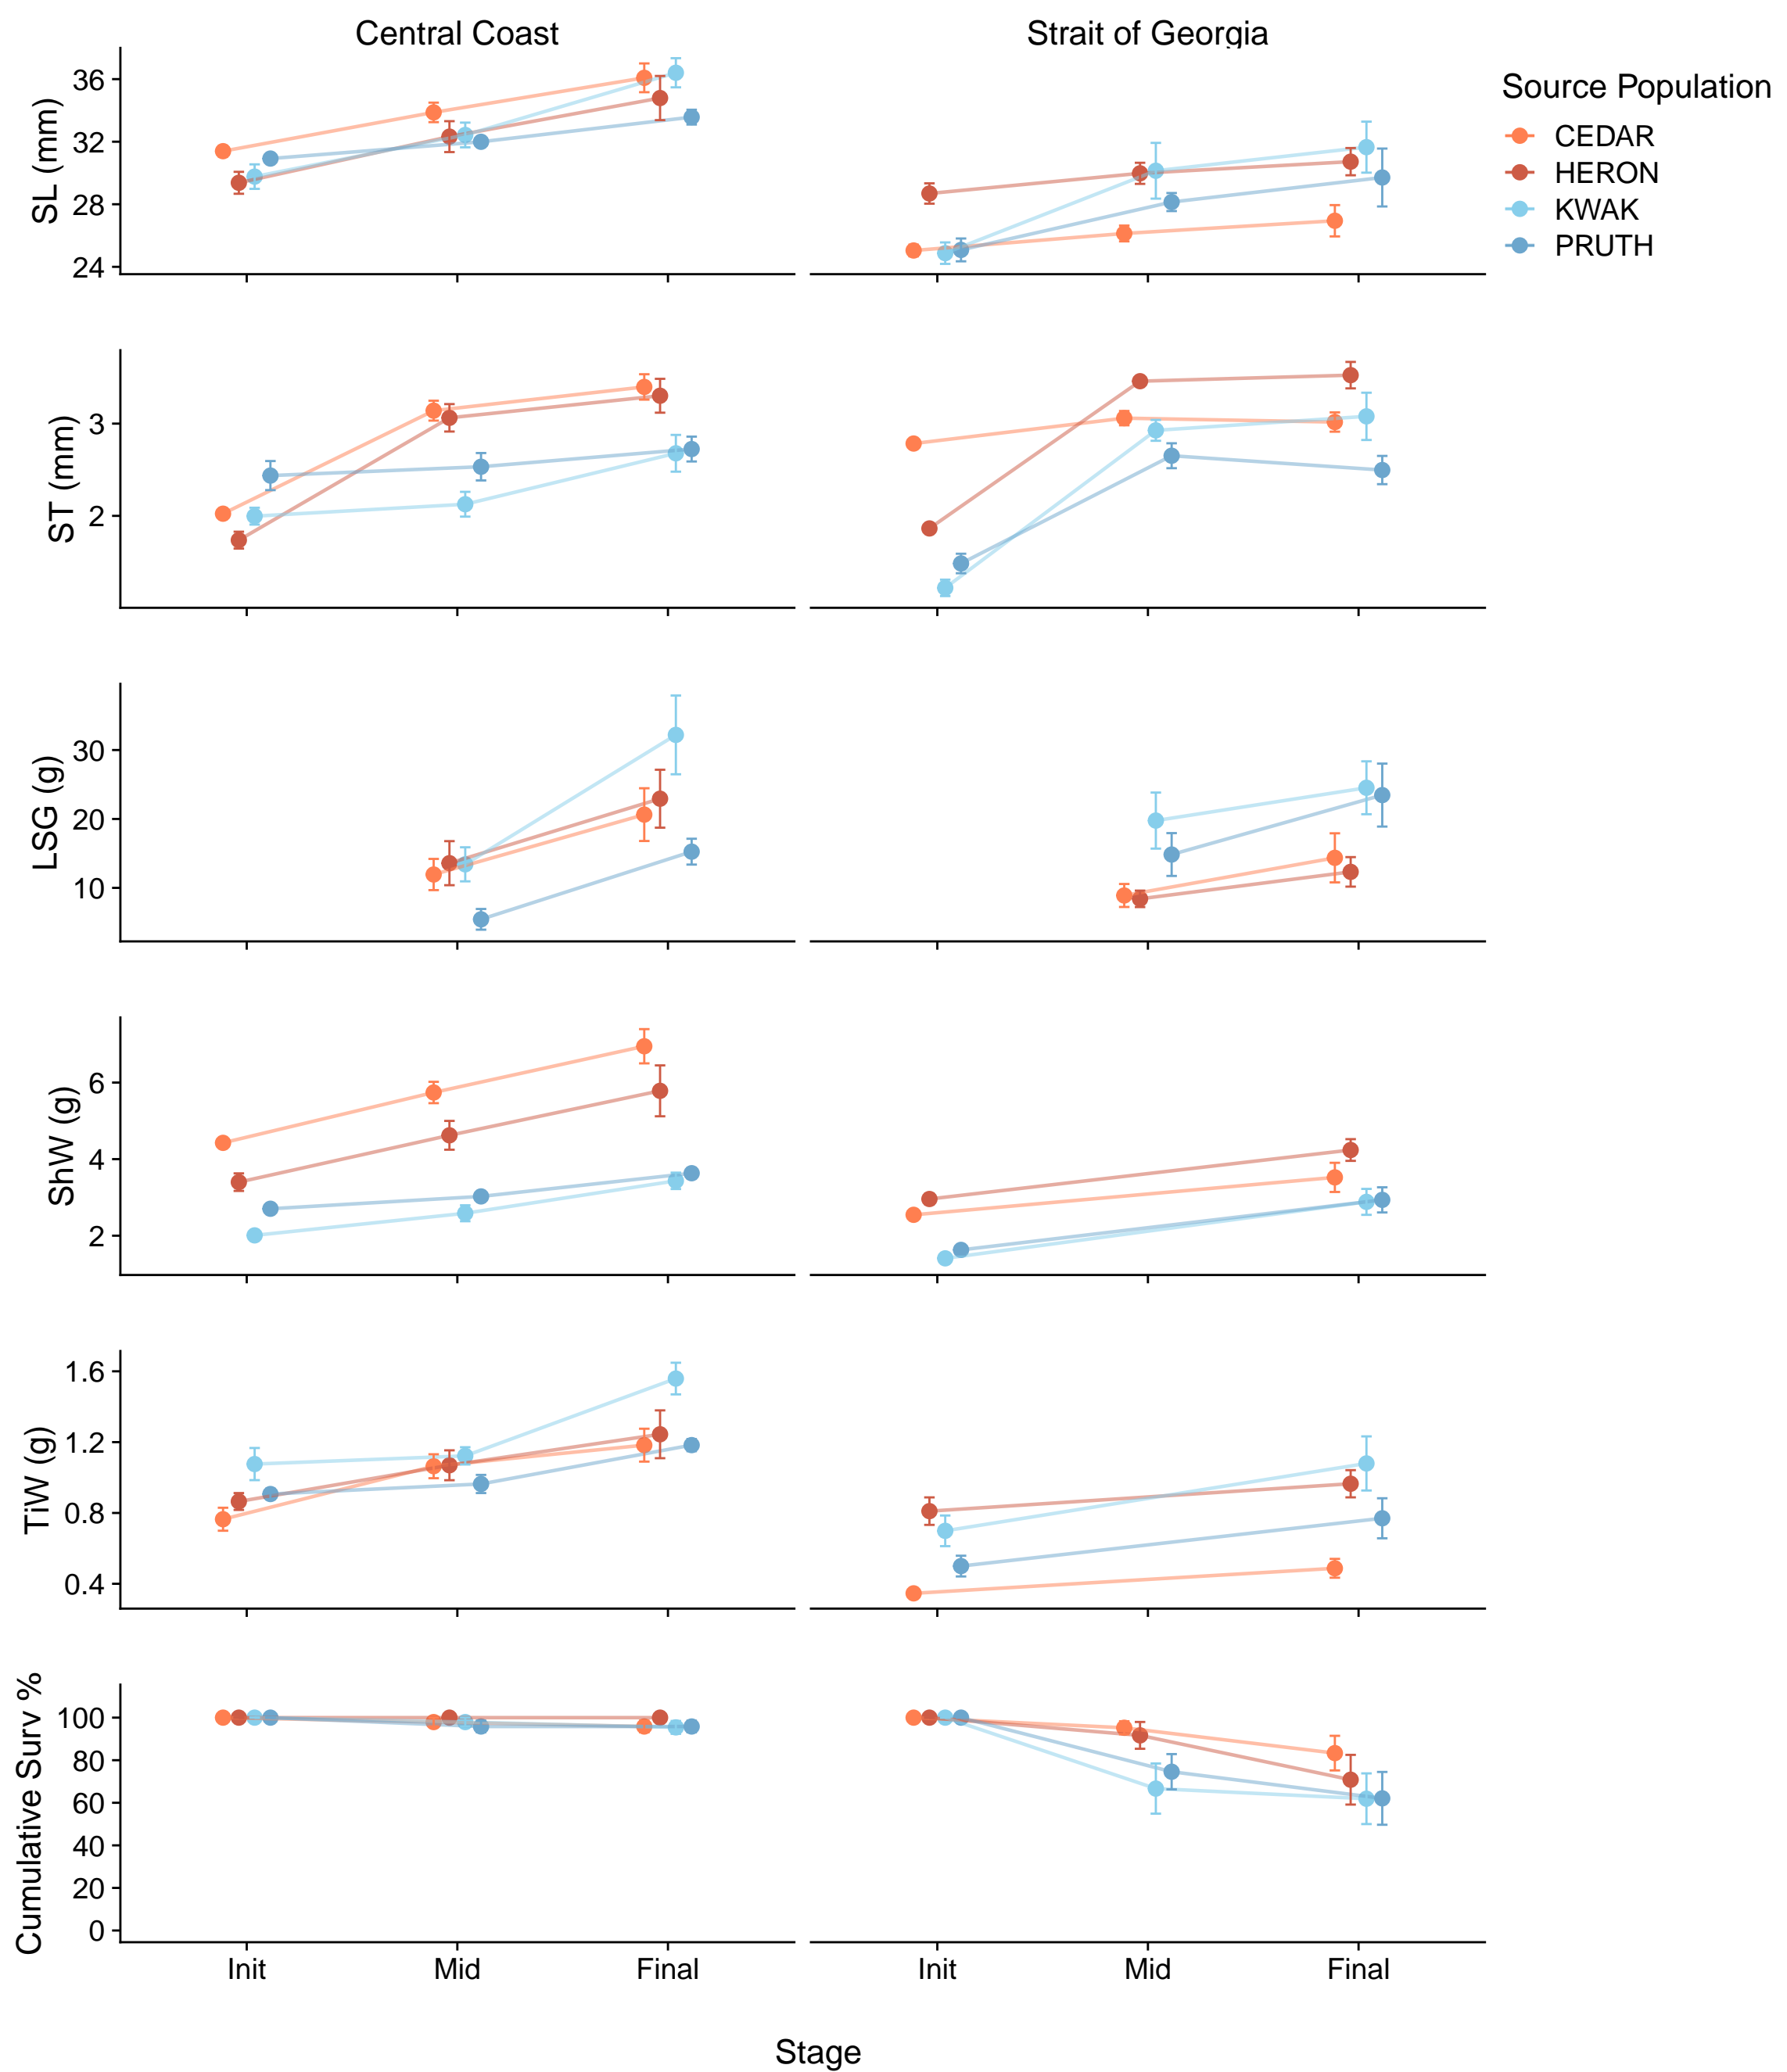 Central Coast
Strait of Georgia
SL (mm)
36
32
28
24
Source Population
CEDAR
HERON
KWAK
PRUTH
ST (mm)
3
2
LSG (g)
30
20
10
ShW (g)
6
4
2
TiW (g)
1.6
1.2
0.8
0.4
Cumulative Surv %
100
80
60
40
20
0
Init Mid Final
Init Mid Final
Stage